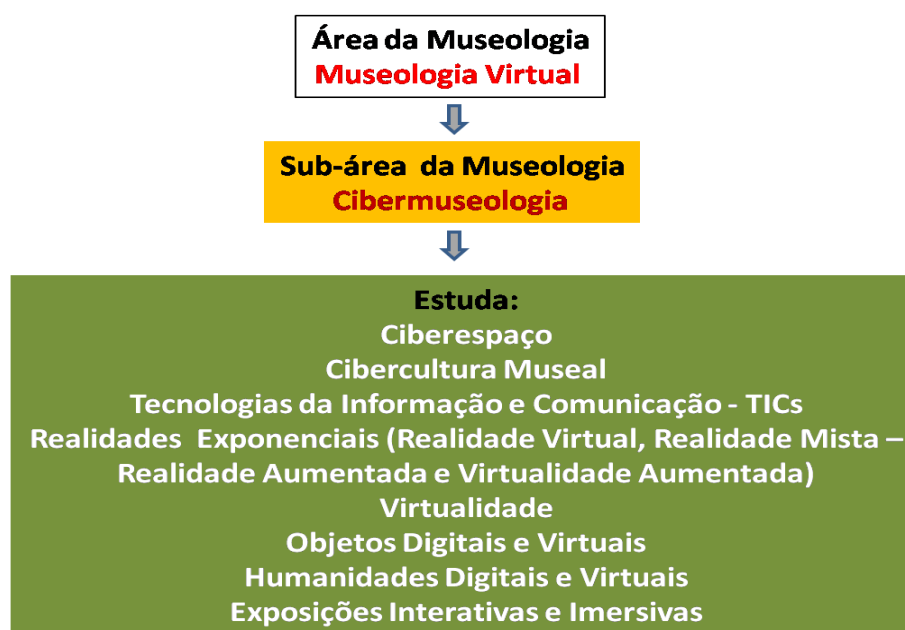 Área da Museologia
Museologia Virtual
Sub-área da Museologia
Cibermuseologia
Estuda:
Ciberespaço
Cibercultura Museal
Tecnologias da Informação e Comunicação - TICs
Realidades Exponenciais (Realidade Virtual, Realidade Mista –
Realidade Aumentada e Virtualidade Aumentada)
Virtualidade
Objetos Digitais e Virtuais
Humanidades Digitais e Virtuais
Exposições Interativas e Imersivas